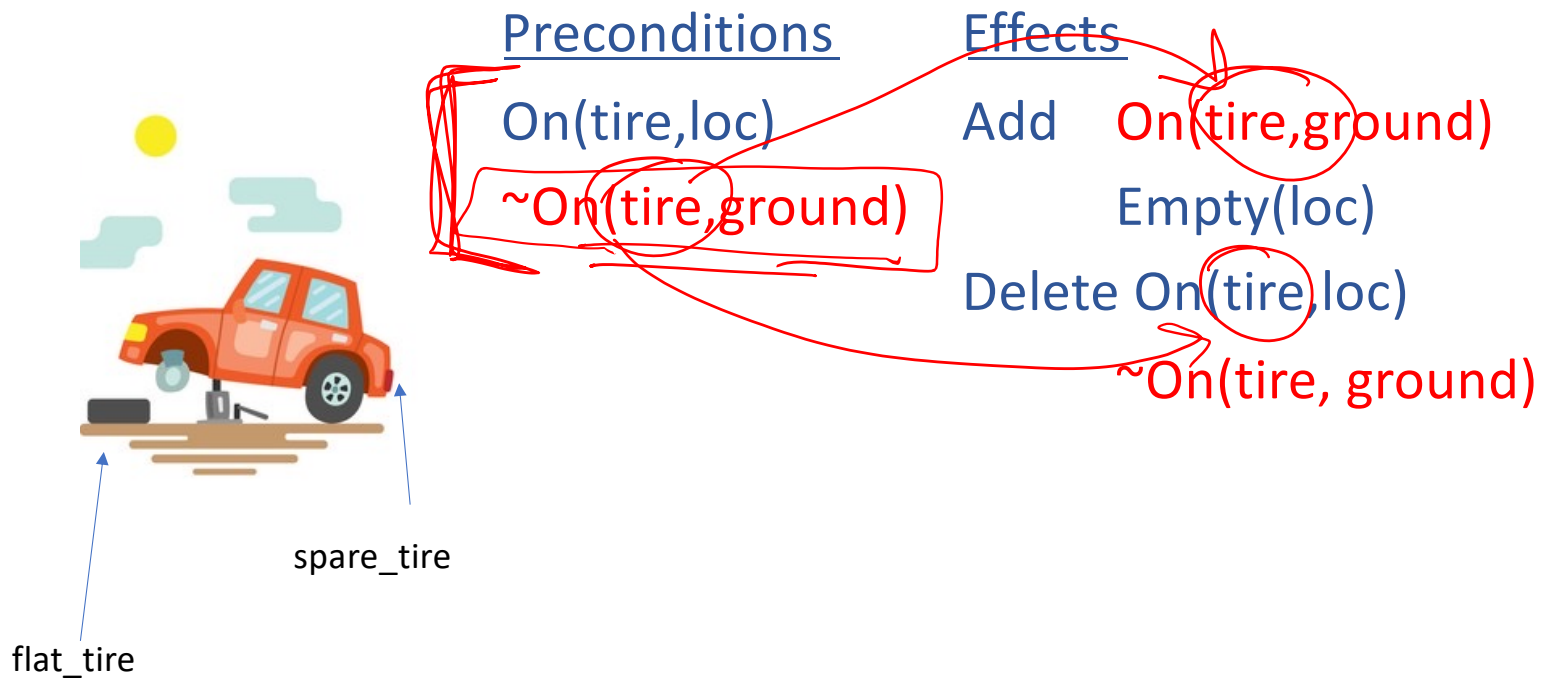 Preconditions Effects
On(tire,loc) Add On(tire,ground)
~On(tire,ground) Empty(loc)
Delete On(tire,loc)
~On(tire, ground)
spare_tire
flat_tire